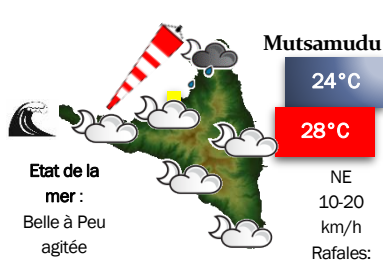 Mutsamudu
24°C
28°C
Etat de la
mer :
Belle à Peu
agitée
NE
10-20
km/h
Rafales: